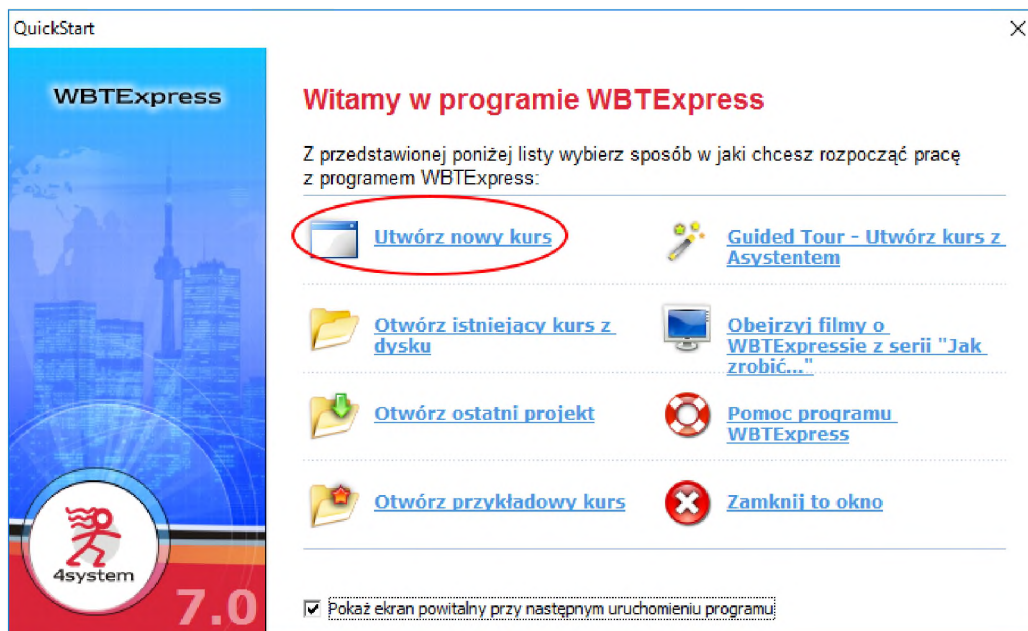 QuickStart
WBTExpress
Witamy w programie WBTExpress
Z przedstawionej poniżej listy wybierz sposób w jaki chcesz rozpocząć pracę
z programem WBTExpress:
Utwórz nowy kurs
Guided Tour - Utwórz kurs z
Asystentem
Otwórz istniejący kurs z
dysku
Obejrzyj filmy o
WBTExpressie z serii "Jak
zrobić..."
Otwórz ostatni projekt
Pomoc programu
WBTExpress
Otwórz przykładowy kurs
Zamknij to okno
4system
7.0
Pokaż ekran powitalny przy następnym uruchomieniu programu